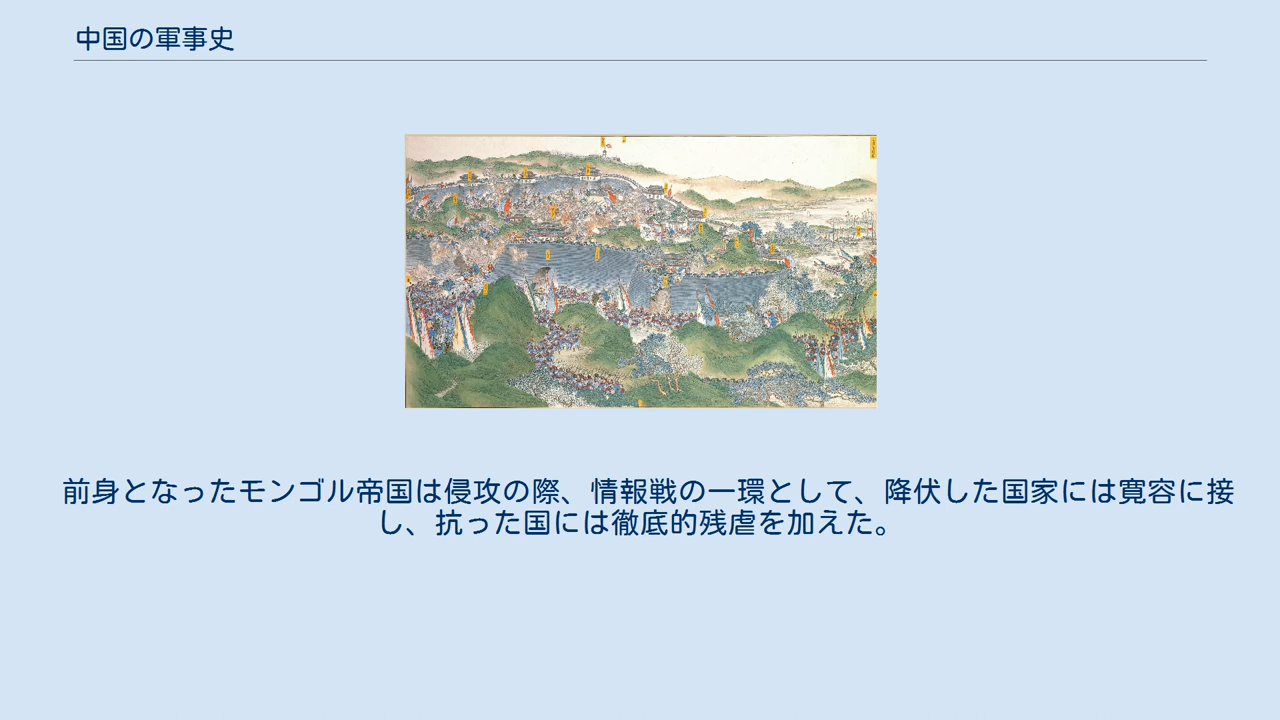 中国の軍事史
前身となったモンゴル帝国は侵攻の際、情報戦の一環として、降伏した国家には寛容に接
し、抗った国には徹底的残虐を加えた。